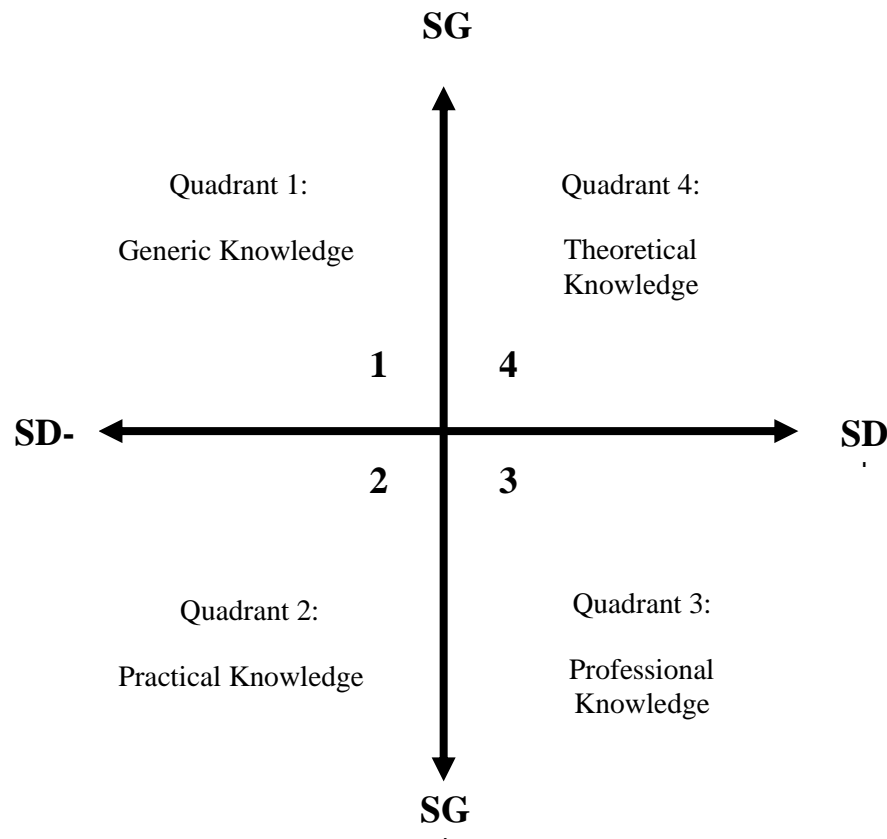 SG
Quadrant 1:
Generic Knowledge
Quadrant 4:
Theoretical
Knowledge
1
4
SD-
SD
2
3
Quadrant 2:
Practical Knowledge
Quadrant 3:
Professional
Knowledge
SG